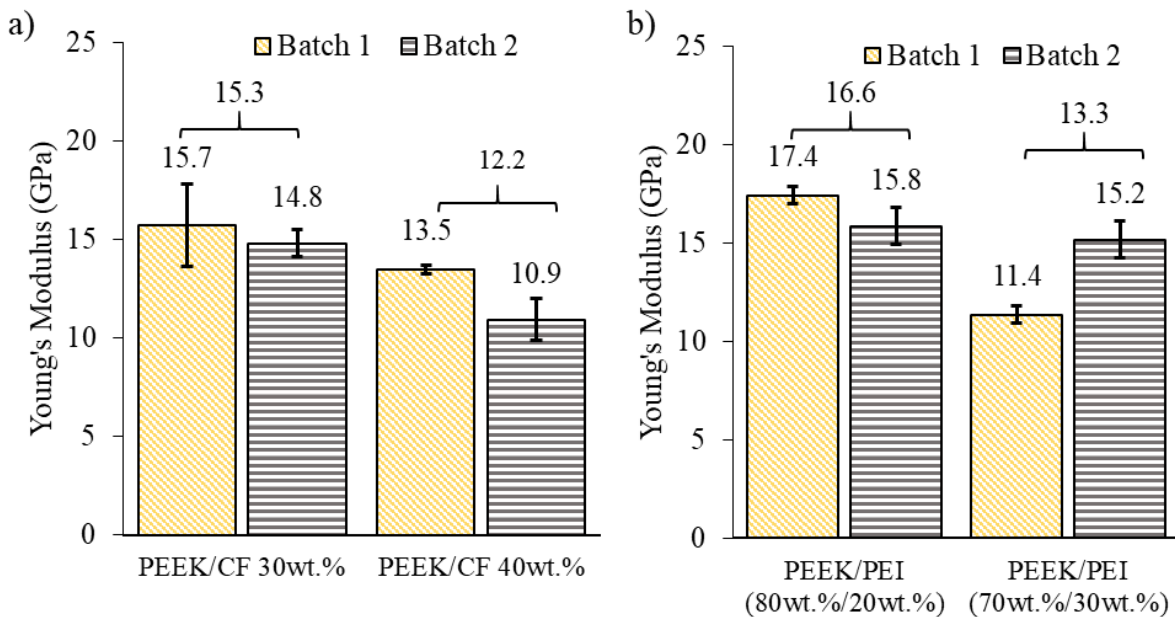 a)
Young's Modulus (GPa)
25
20
15
10
5
0
Batch 1 Batch 2
15.3
15.7
14.8
12.2
13.5
10.9
PEEK/CF 30wt.% PEEK/CF 40wt.%
b)
Young's Modulus (GPa)
25
20
15
10
5
0
Batch 1 Batch 2
16.6
17.4
15.8
13.3
11.4
15.2
PEEK/PEI
(80wt.%/20wt.%)
PEEK/PEI
(70wt.%/30wt.%)